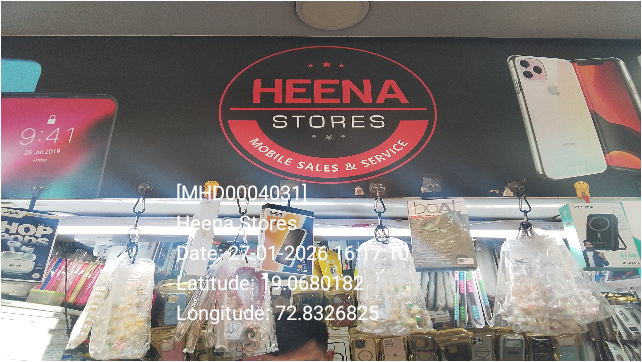 HEENA
STORES
MOBILE SALES & SERVICE
9:41
[MHD0004031]
Heena Stores
Date: 27-01-2026 16:17:10
Latitude: 19.0680182
Longitude: 72.8326825
boAt